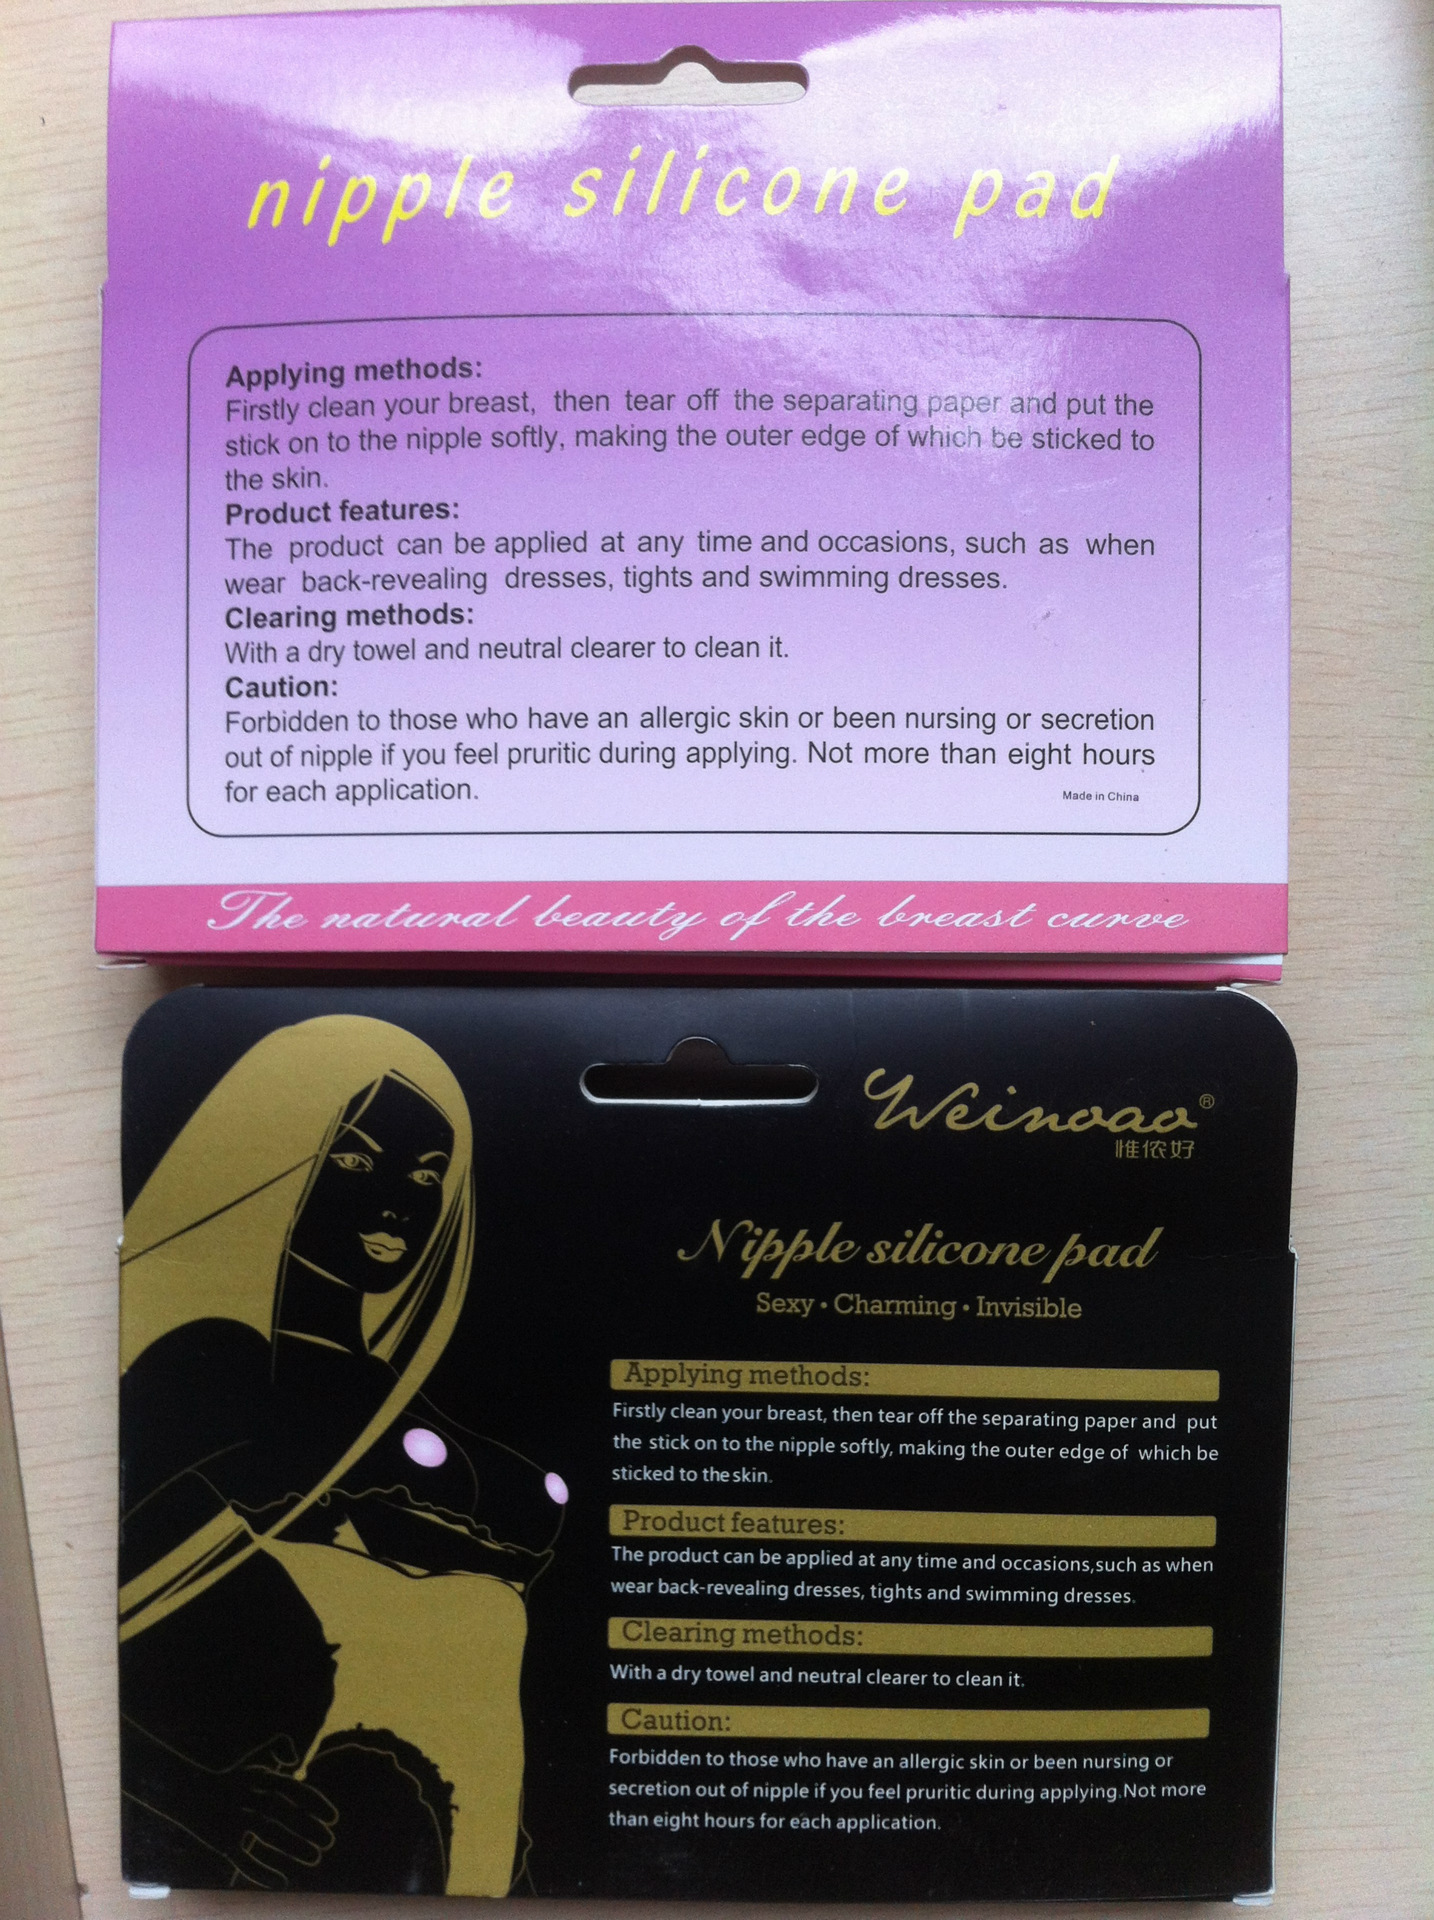 nipple silicone pad
Applying methods:
Firstly clean your breast, then tear off the separating paper and put the
stick on to the nipple softly, making the outer edge of which be sticked to
the skin.
Product features:
The product can be applied at any time and occasions, such as when
wear back-revealing dresses, tights and swimming dresses.
Clearing methods:
With a dry towel and neutral clearer to clean it.
Caution:
Forbidden to those who have an allergic skin or been nursing or secretion
out of nipple if you feel pruritic during applying. Not more than eight hours
for each application.
Made in China
The natural beauty of the breast curve
Weinoao®
惟侬好
Nipple silicone pad
Sexy • Charming • Invisible
Applying methods:
Firstly clean your breast, then tear off the separating paper and put
the stick on to the nipple softly, making the outer edge of which be
sticked to the skin.
Product features:
The product can be applied at any time and occasions,such as when
wear back-revealing dresses, tights and swimming dresses.
Clearing methods:
With a dry towel and neutral clearer to clean it.
Caution:
Forbidden to those who have an allergic skin or been nursing or
secretion out of nipple if you feel pruritic during applying.Not more
than eight hours for each application.